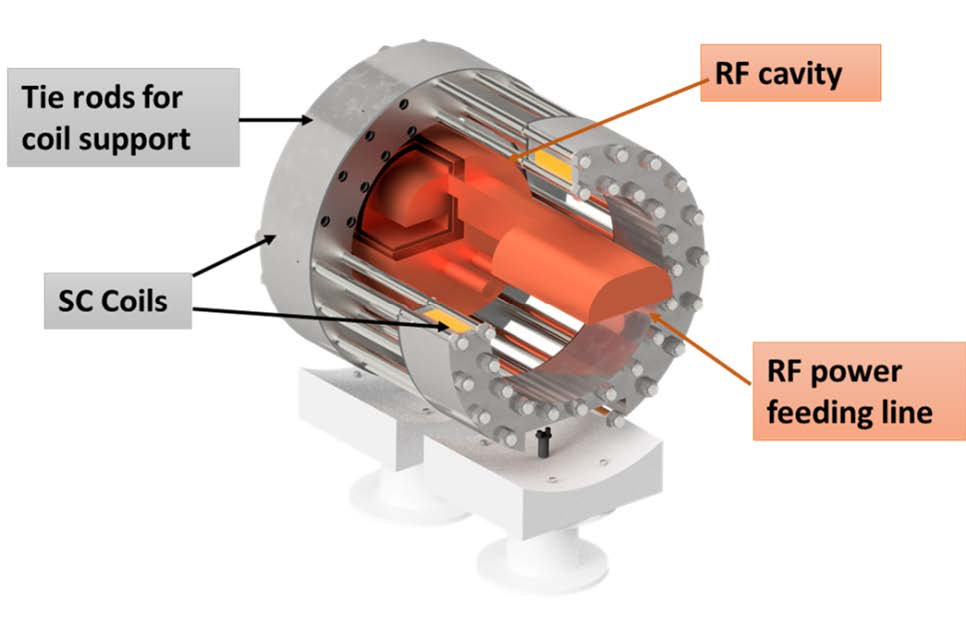 Tie rods for
coil support
RF cavity
SC Coils
RF power
feeding line